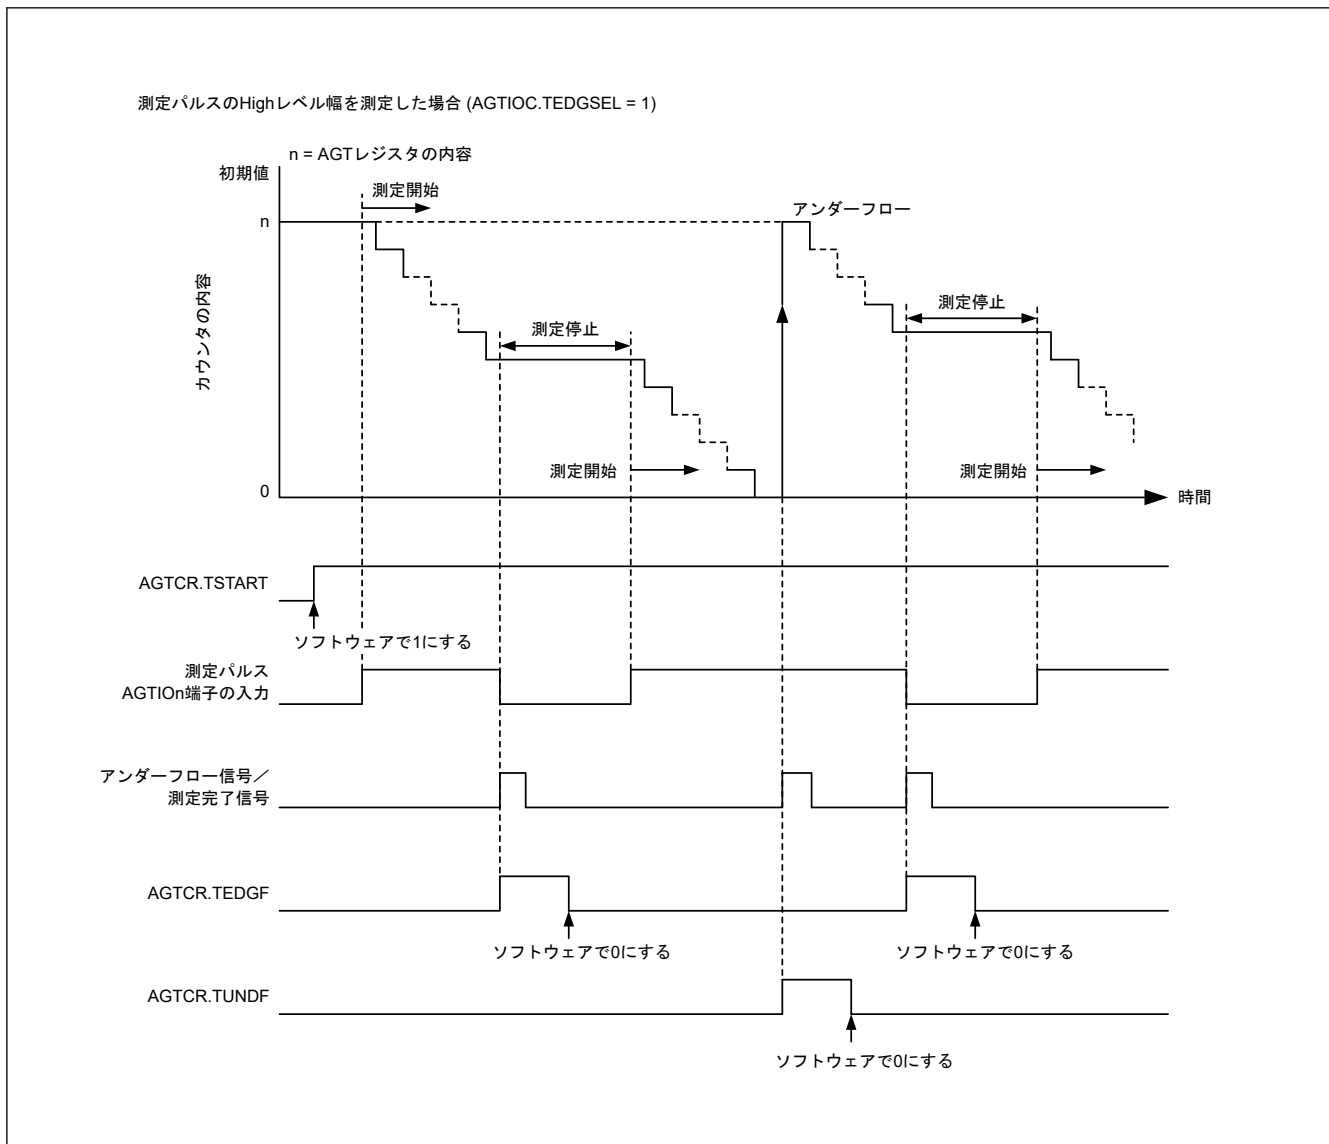 測定パルスのHighレベル幅を測定した場合 (AGTIOC.TEDGSEL = 1)
n = AGTレジスタの内容
初期値
測定開始
n
アンダーフロー
カウンタの内容
測定停止
測定停止
測定開始
測定開始
0
時間
AGTCR.TSTART
ソフトウェアで1にする
測定パルス
AGTIOn端子の入力
アンダーフロー信号／
測定完了信号
AGTCR.TEDGF
ソフトウェアで0にする
ソフトウェアで0にする
AGTCR.TUNDF
ソフトウェアで0にする